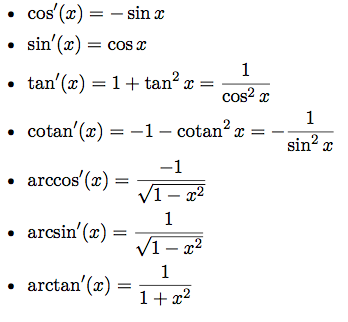 • cos′(x) = − sin x
• sin′(x) = cos x
• tan′(x) = 1 + tan² x = 1/cos² x
• cotan′(x) = −1 − cotan² x = − 1/sin² x
• arccos′(x) = −1/√(1 − x²)
• arcsin′(x) = 1/√(1 − x²)
• arctan′(x) = 1/(1 + x²)